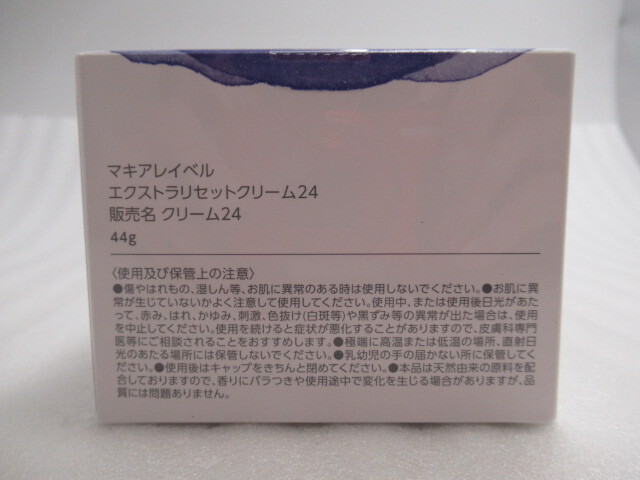 マキアレイベル
エクストラリセットクリーム24
販売名 クリーム24
44g
〈使用及び保管上の注意〉
●傷やはれもの、湿しん等、お肌に異常のある時は使用しないでください。●お肌に異
常が生じていないかよく注意して使用してください。使用中、または使用後日光があた
って、赤み、はれ、かゆみ、刺激、色抜け(白斑等)や黒ずみ等の異常が出た場合は、使用
を中止してください。使用を続けると症状が悪化することがありますので、皮膚科専門
医等にご相談されることをおすすめします。●極端に高温または低温の場所、直射日
光のあたる場所には保管しないでください。●乳幼児の手の届かない所に保管してく
ださい。●使用後はキャップをきちんと閉めてください。●本品は天然由来の原料を配
合しておりますので、香りにバラつきや使用途中で変化を生じる場合がありますが、品
質には問題ありません。